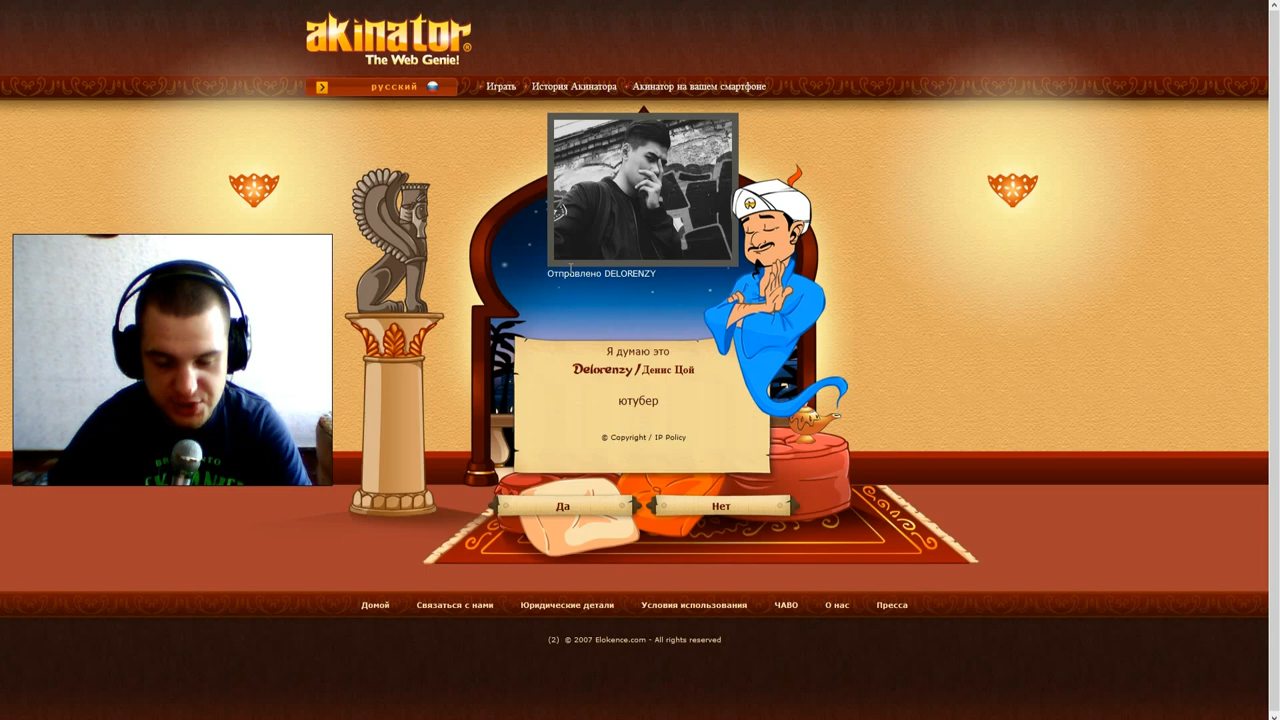 akinator®
The Web Genie!
русский
Играть
История Акинатора
Акинатор на вашем смартфоне
Отправлено DELORENZY
Я думаю это
Delorenzy / Денис Цой
ютубер
© Copyright / IP Policy
Да
Нет
Домой
Связаться с нами
Юридические детали
Условия использования
ЧАВО
О нас
Пресса
(2) © 2007 Elokence.com - All rights reserved